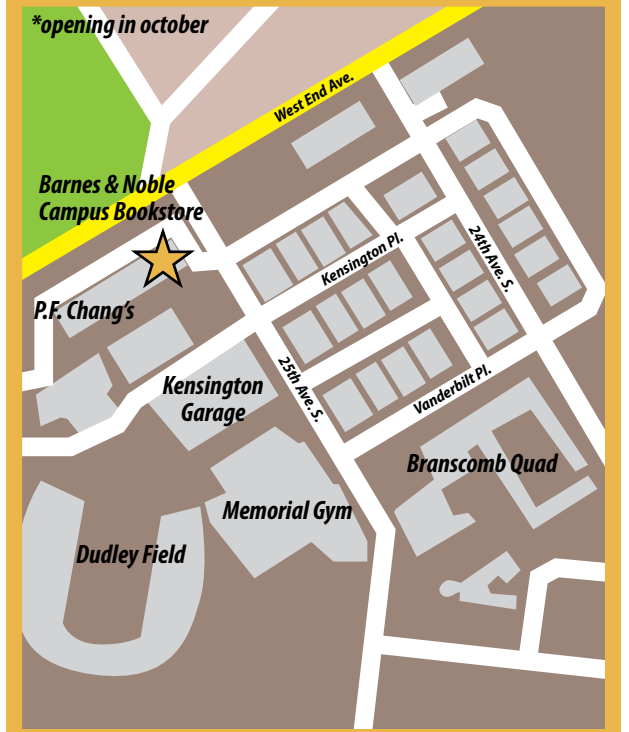 *opening in october
West End Ave.
Barnes & Noble
Campus Bookstore
24th Ave. S.
Kensington Pl.
P.F. Chang's
25th Ave. S.
Kensington
Garage
Vanderbilt Pl.
Branscomb Quad
Memorial Gym
Dudley Field